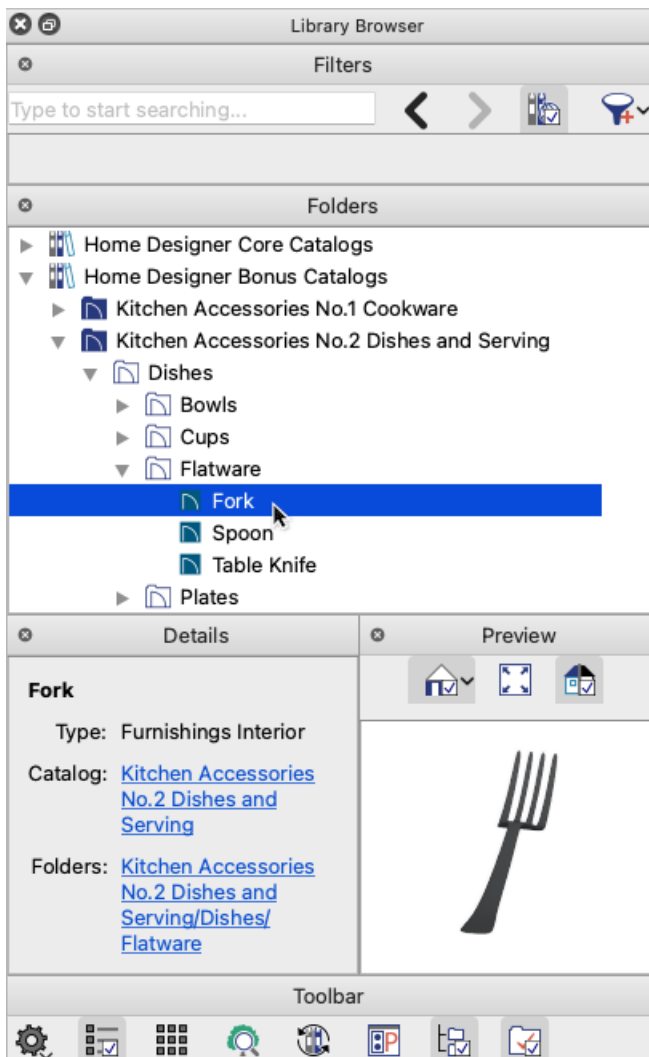 Library Browser
Filters
Type to start searching...
Folders
Home Designer Core Catalogs
Home Designer Bonus Catalogs
Kitchen Accessories No.1 Cookware
Kitchen Accessories No.2 Dishes and Serving
Dishes
Bowls
Cups
Flatware
Fork
Spoon
Table Knife
Plates
Details
Fork
Type: Furnishings Interior
Catalog: Kitchen Accessories
No.2 Dishes and
Serving
Folders: Kitchen Accessories
No.2 Dishes and
Serving/Dishes/
Flatware
Preview
Toolbar
P